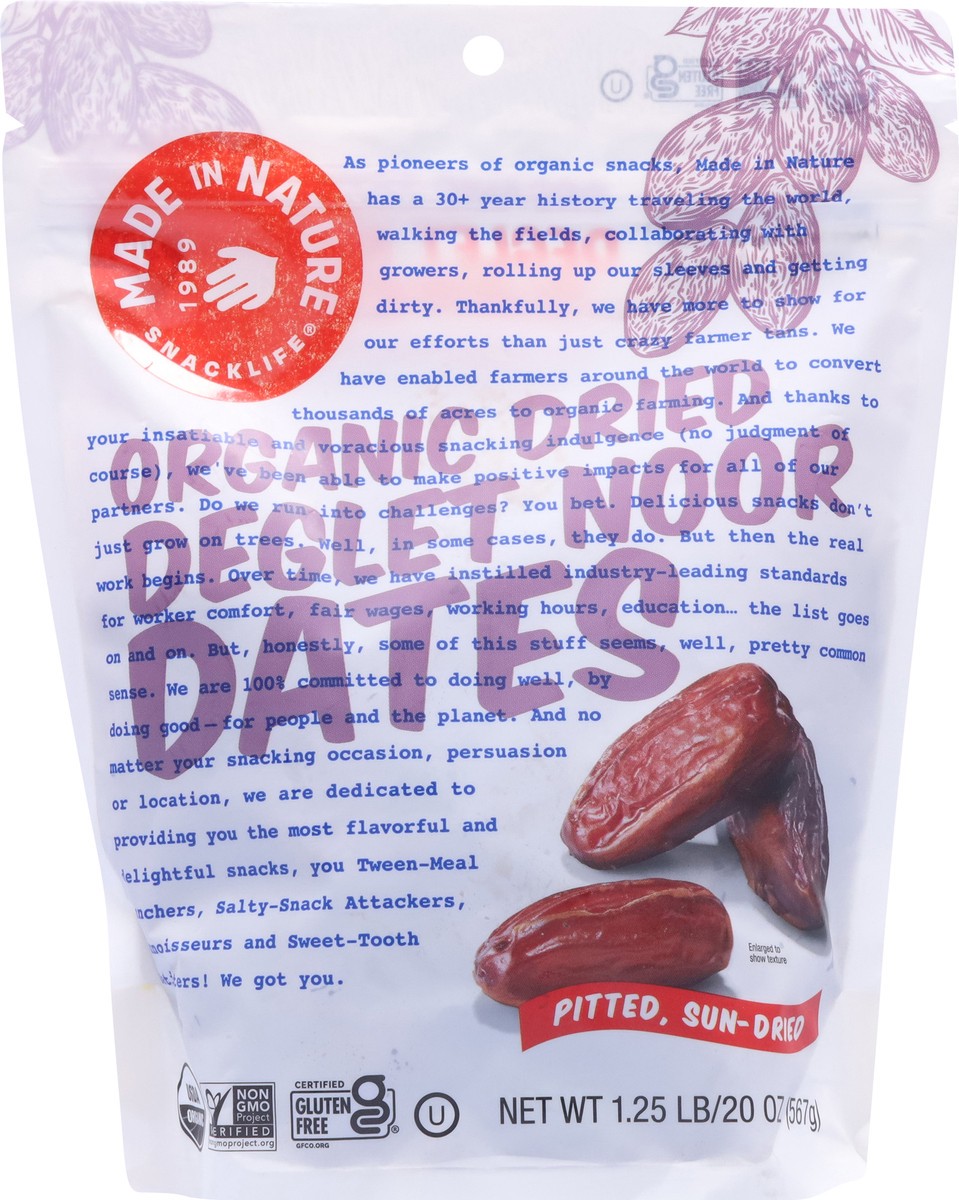 MADE IN NATURE
1989
SNACKLIFE®
As pioneers of organic snacks, Made in Nature
has a 30+ year history traveling the world,
walking the fields, collaborating with
growers, rolling up our sleeves and getting
dirty. Thankfully, we have more to show for
our efforts than just crazy farmer tans. We
have enabled farmers around the world to convert
thousands of acres to organic farming. And thanks to
your insatiable and voracious snacking indulgence (no judgment of
course), we've been able to make positive impacts for all of our
partners. Do we run into challenges? You bet. Delicious snacks don't
just grow on trees. Well, in some cases, they do. But then the real
work begins. Over time, we have instilled industry-leading standards
for worker comfort, fair wages, working hours, education… the list goes
on and on. But, honestly, some of this stuff seems, well, pretty common
sense. We are 100% committed to doing well, by
doing good—for people and the planet. And no
matter your snacking occasion, persuasion
or location, we are dedicated to
providing you the most flavorful and
delightful snacks, you Tween-Meal
Salty-Snack Attackers,
and Sweet-Tooth
We got you.
ORGANIC DRIED
DEGLET NOOR
DATES
Enlarged to
show texture
PITTED, SUN-DRIED
USDA
ORGANIC
NON
GMO
Project
VERIFIED
nongmoproject.org
CERTIFIED
GLUTEN
FREE
®
GFCO.ORG
U
NET WT 1.25 LB/20 OZ (567g)